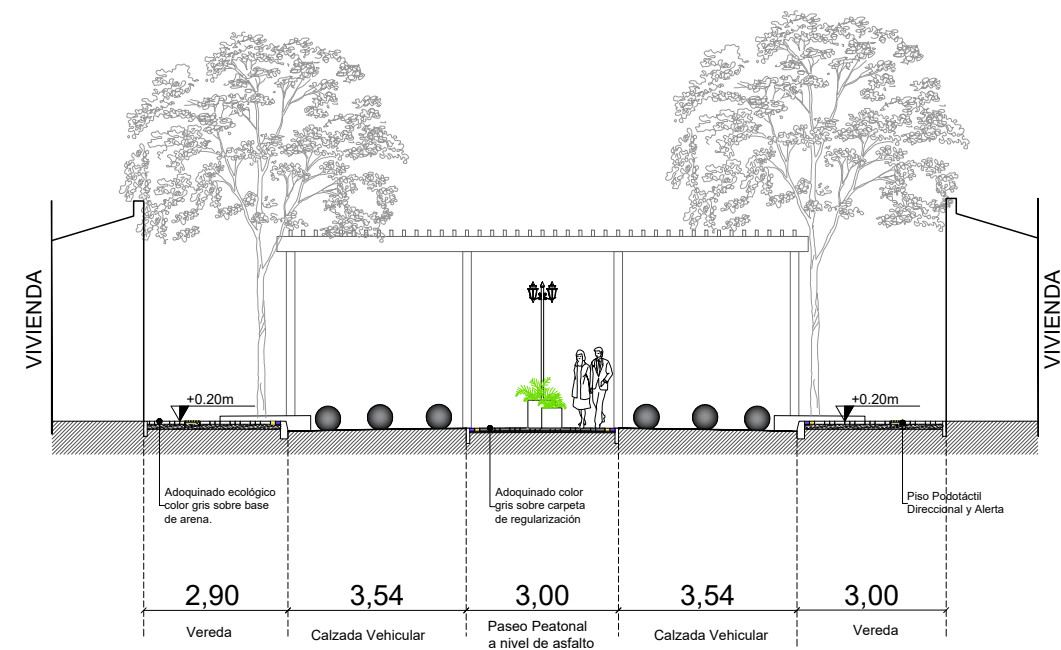 VIVIENDA
VIVIENDA
+0.20m
+0.20m
Adoquinado ecológico
color gris sobre base
de arena.
Adoquinado color
gris sobre carpeta
de regularización
Piso Podotáctil
Direccional y Alerta
2,90
3,54
3,00
3,54
3,00
Vereda
Calzada Vehicular
Paseo Peatonal
a nivel de asfalto
Calzada Vehicular
Vereda